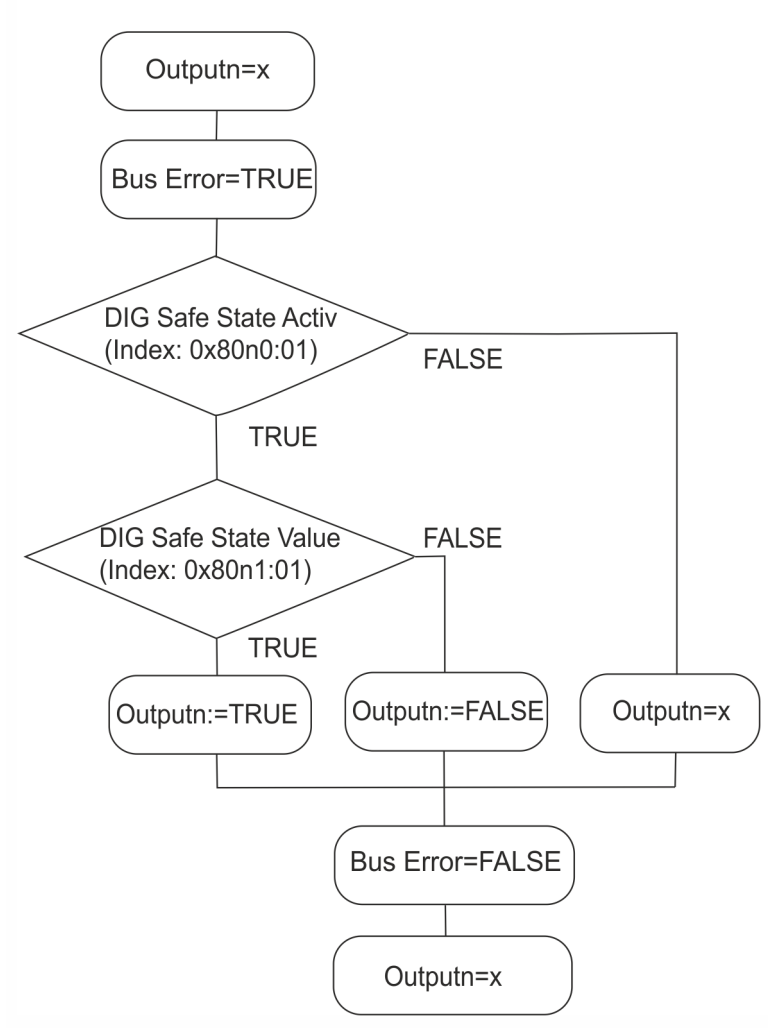 Outputn=x
Bus Error=TRUE
DIG Safe State Activ
(Index: 0x80n0:01)
FALSE
TRUE
DIG Safe State Value
(Index: 0x80n1:01)
FALSE
TRUE
Outputn:=TRUE
Outputn:=FALSE
Outputn=x
Bus Error=FALSE
Outputn=x